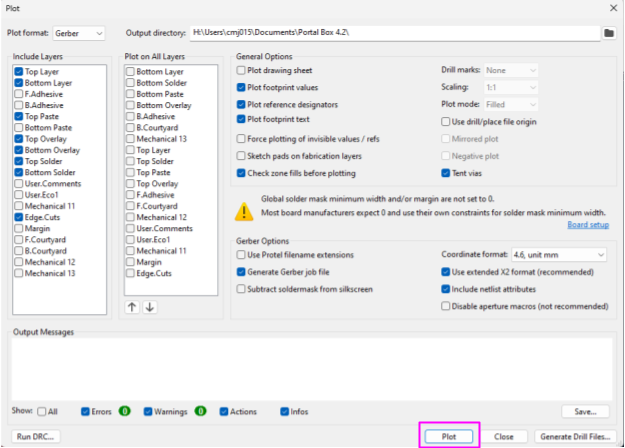 Plot
Plot format: Gerber
Output directory: H:\Users\cmj015\Documents\Portal Box 4.2\
Include Layers
Top Layer
Bottom Layer
F.Adhesive
B.Adhesive
Top Paste
Bottom Paste
Top Overlay
Bottom Overlay
Top Solder
Bottom Solder
User.Comments
User.Eco1
Mechanical 11
Edge.Cuts
Margin
F.Courtyard
B.Courtyard
Mechanical 12
Mechanical 13
Plot on All Layers
Bottom Layer
Bottom Solder
Bottom Paste
Bottom Overlay
B.Adhesive
B.Courtyard
Mechanical 13
Top Layer
Top Solder
Top Paste
Top Overlay
F.Adhesive
F.Courtyard
Mechanical 12
User.Comments
User.Eco1
Mechanical 11
Margin
Edge.Cuts
General Options
Plot drawing sheet
Plot footprint values
Plot reference designators
Plot footprint text
Force plotting of invisible values / refs
Sketch pads on fabrication layers
Check zone fills before plotting
Drill marks: None
Scaling: 1:1
Plot mode: Filled
Use drill/place file origin
Mirrored plot
Negative plot
Tent vias
Global solder mask minimum width and/or margin are not set to 0.
Most board manufacturers expect 0 and use their own constraints for solder mask minimum width.
Board setup
Gerber Options
Use Protel filename extensions
Generate Gerber job file
Subtract soldermask from silkscreen
Coordinate format: 4.6, unit mm
Use extended X2 format (recommended)
Include netlist attributes
Disable aperture macros (not recommended)
Output Messages
Show: All Errors 0 Warnings 0 Actions Infos Save...
Run DRC... Plot Close Generate Drill Files...